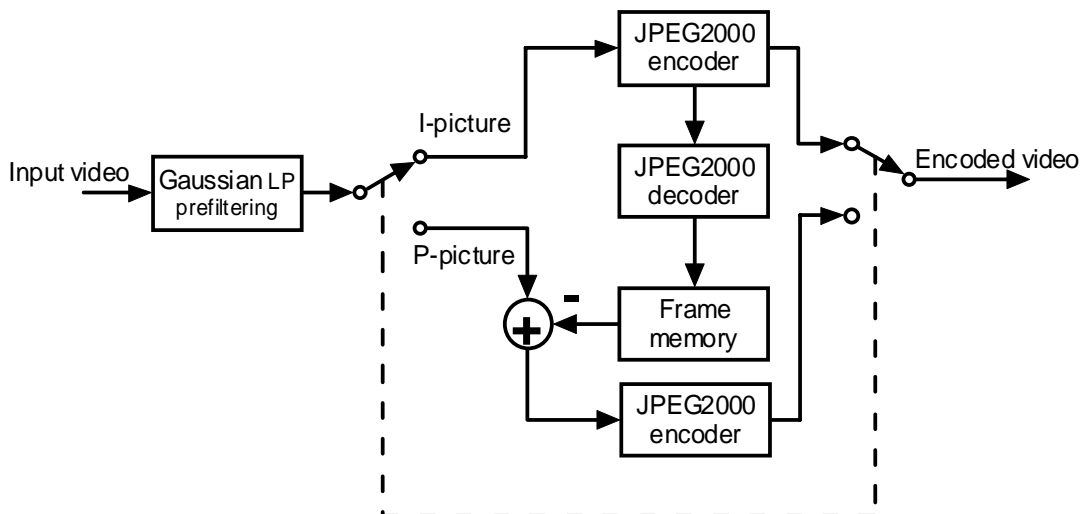 JPEG2000
encoder
I-picture
Input video
Gaussian LP
prefiltering
JPEG2000
decoder
Encoded video
P-picture
-
+
Frame
memory
JPEG2000
encoder